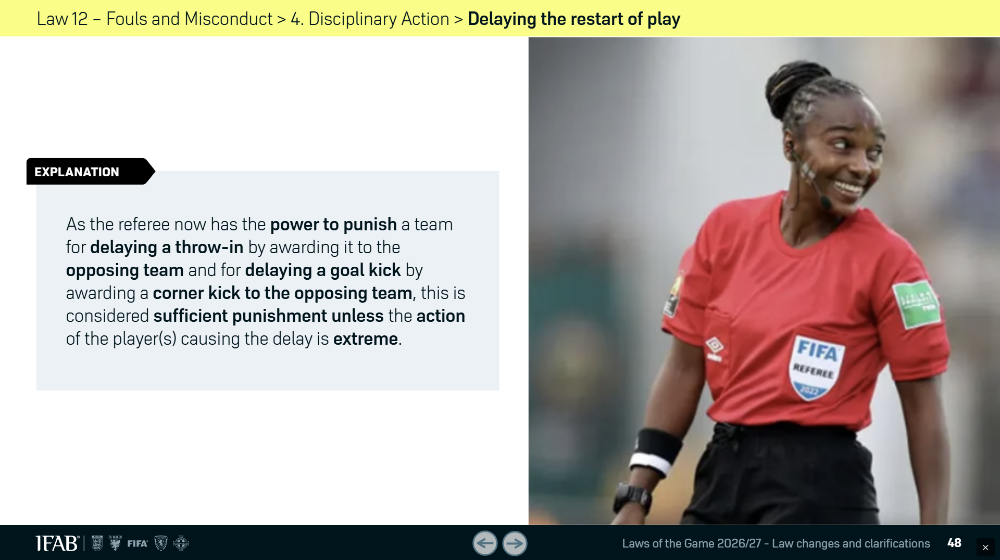 Law 12 – Fouls and Misconduct > 4. Disciplinary Action > Delaying the restart of play
EXPLANATION
As the referee now has the power to punish a team
for delaying a throw-in by awarding it to the
opposing team and for delaying a goal kick by
awarding a corner kick to the opposing team, this is
considered sufficient punishment unless the action
of the player(s) causing the delay is extreme.
FIFA
REFEREE
2022
IFAB
FA WALES
FIFA
Laws of the Game 2026/27 - Law changes and clarifications
48